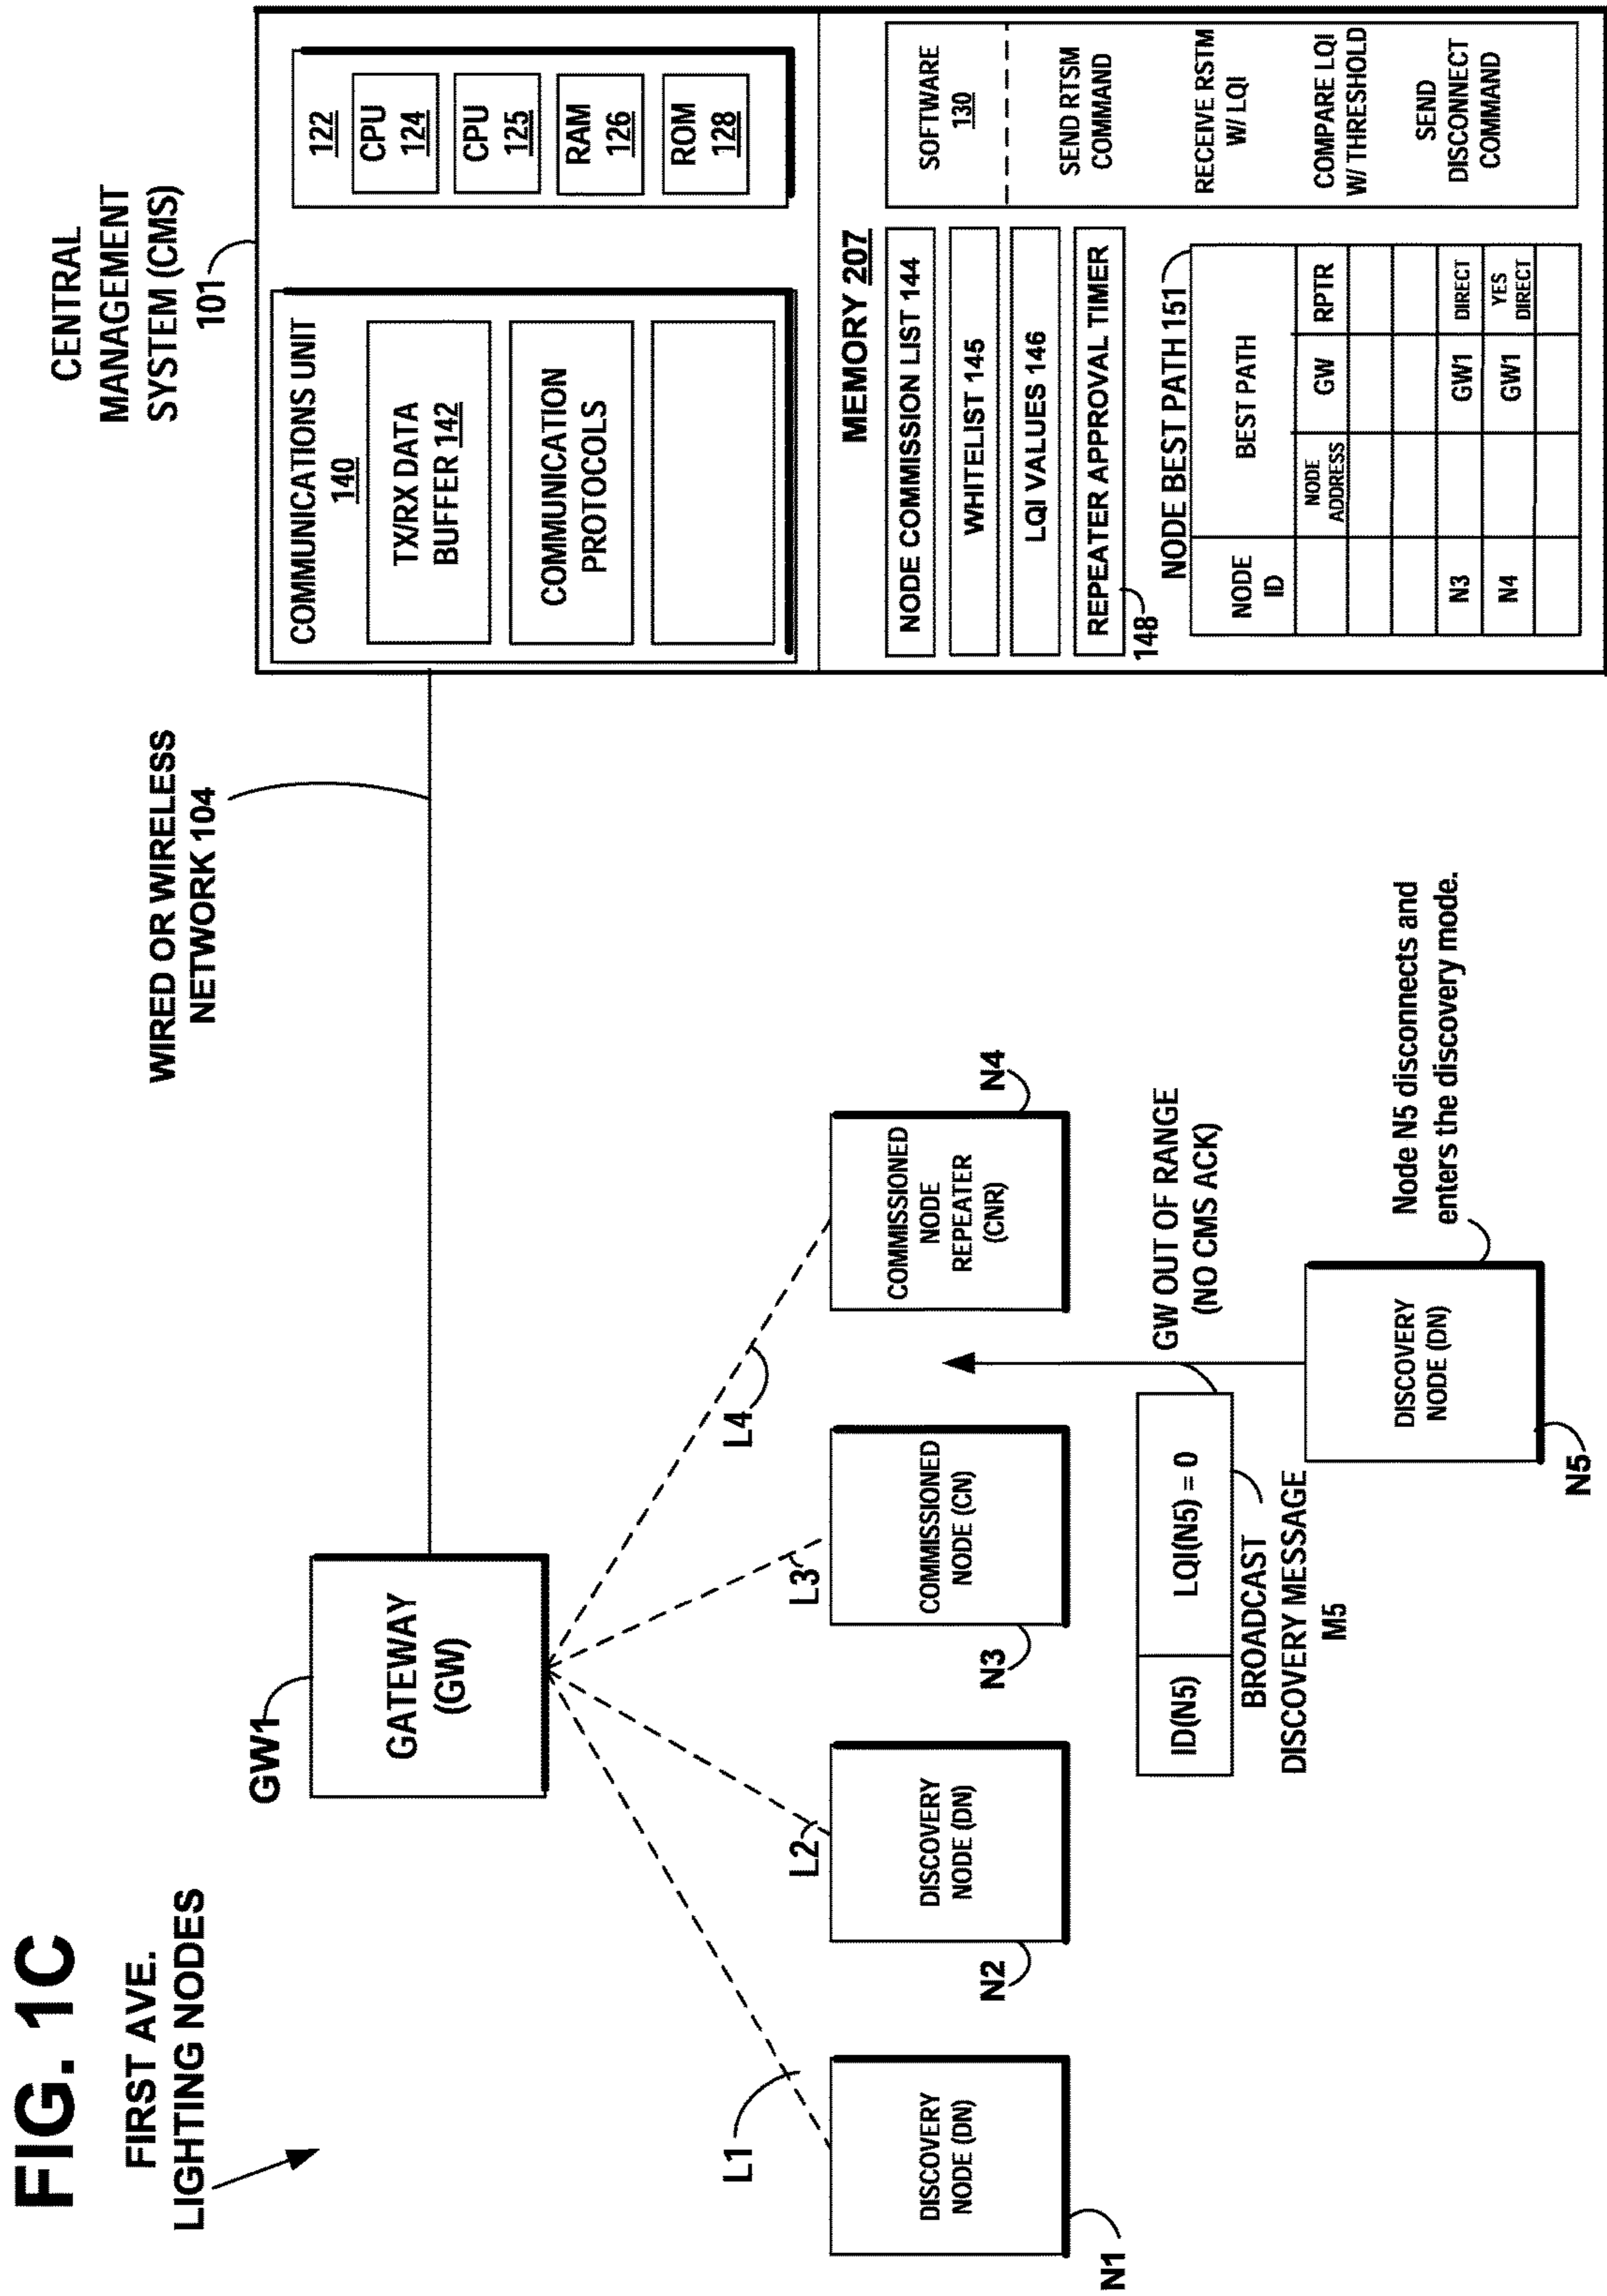 FIG. 1C
FIRST AVE.
LIGHTING NODES
GW1
GATEWAY
(GW)
WIRED OR WIRELESS
NETWORK 104
CENTRAL
MANAGEMENT
SYSTEM (CMS)
101
COMMUNICATIONS UNIT
140
TX/RX DATA
BUFFER 142
COMMUNICATION
PROTOCOLS
122
CPU
124
CPU
125
RAM
126
ROM
128
MEMORY 207
NODE COMMISSION LIST 144
WHITELIST 145
LQI VALUES 146
REPEATER APPROVAL TIMER
148
NODE BEST PATH 151
NODE
ID
BEST PATH
NODE
ADDRESS
GW
RPTR
N3
GW1
DIRECT
N4
GW1
YES
DIRECT
SOFTWARE
130
SEND RTSM
COMMAND
RECEIVE RSTM
W/ LQI
COMPARE LQI
W/ THRESHOLD
SEND
DISCONNECT
COMMAND
L1
L2
L3
L4
DISCOVERY
NODE (DN)
N1
DISCOVERY
NODE (DN)
N2
COMMISSIONED
NODE (CN)
N3
COMMISSIONED
NODE
REPEATER
(CNR)
N4
ID(N5)
LQI(N5) = 0
BROADCAST
DISCOVERY MESSAGE
M5
GW OUT OF RANGE
(NO CMS ACK)
DISCOVERY
NODE (DN)
N5
Node N5 disconnects and
enters the discovery mode.